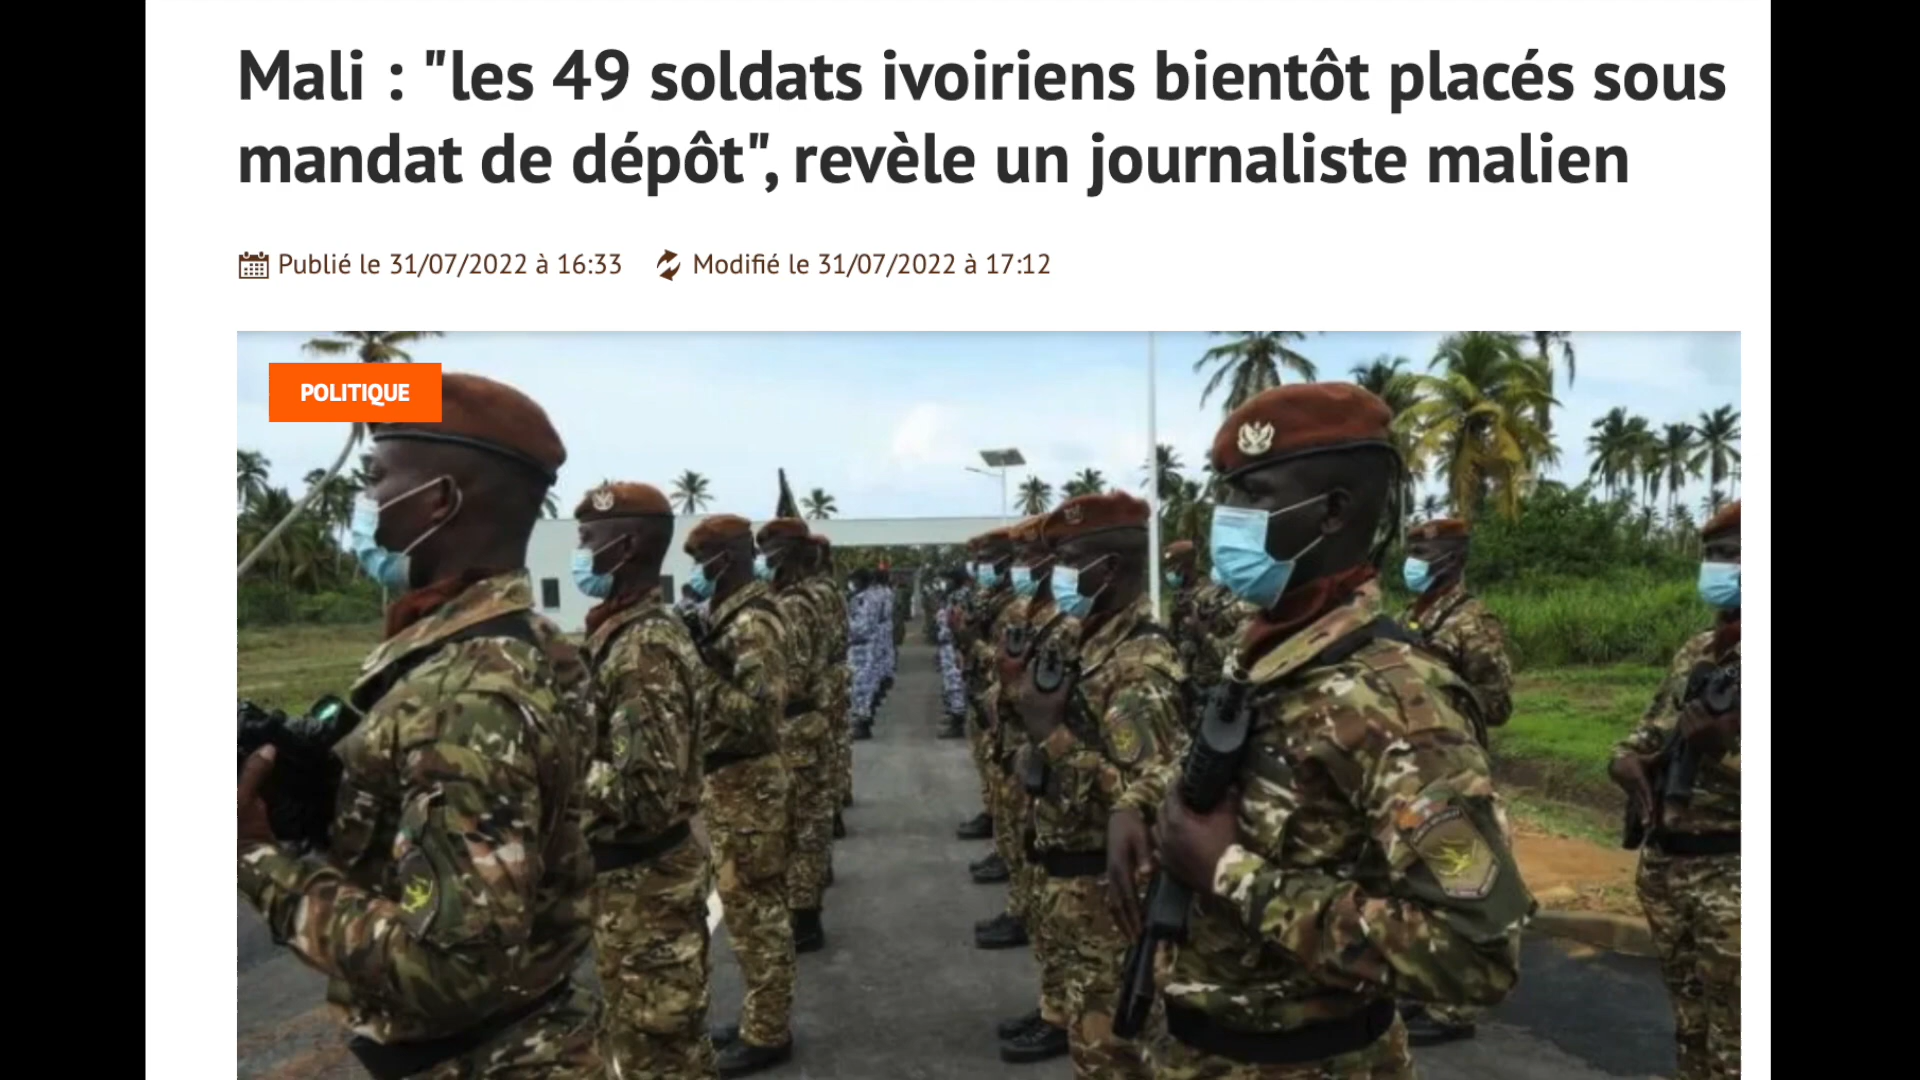 Mali : "les 49 soldats ivoiriens bientôt placés sous
mandat de dépôt", revèle un journaliste malien
Publié le 31/07/2022 à 16:33 Modifié le 31/07/2022 à 17:12
POLITIQUE